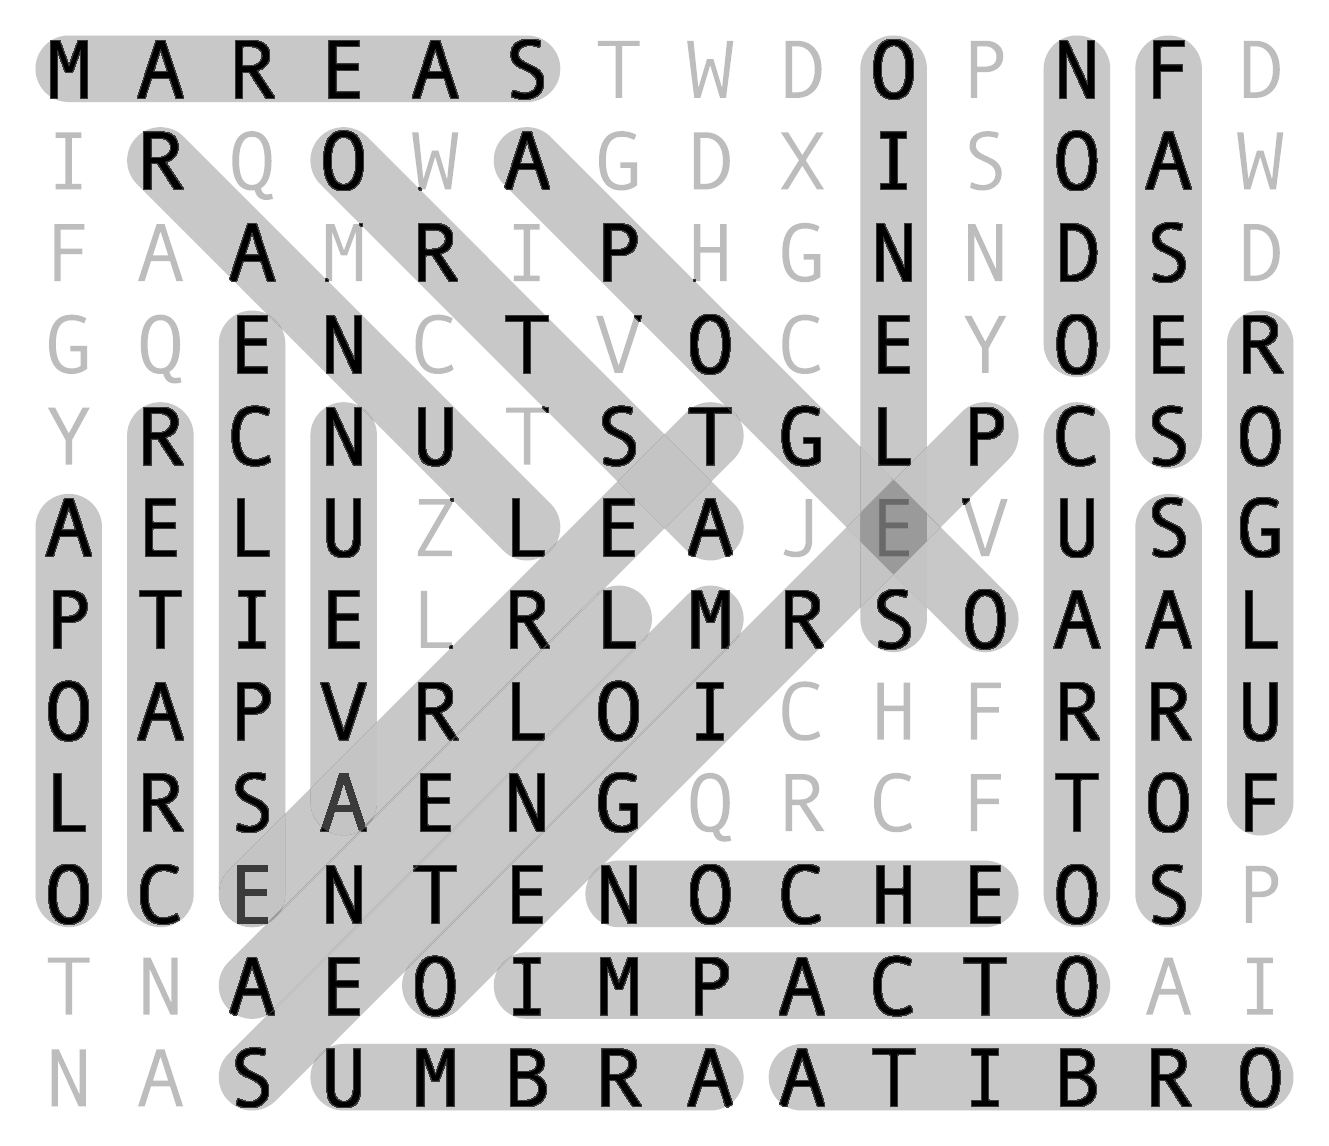 M A R E A S T W D O P N F D
I R Q O W A G D X I S O A W
F A A M R I P H G N N D S D
G Q E N C T V O C E Y O E R
Y R C N U T S T G L P C S O
A E L U Z L E A J E V U S G
P T I E L R L M R S O A A L
O A P V R L O I C H F R R U
L R S A E N G Q R C F T O F
O C E N T E N O C H E O S P
T N A E O I M P A C T O A I
N A S U M B R A A T I B R O